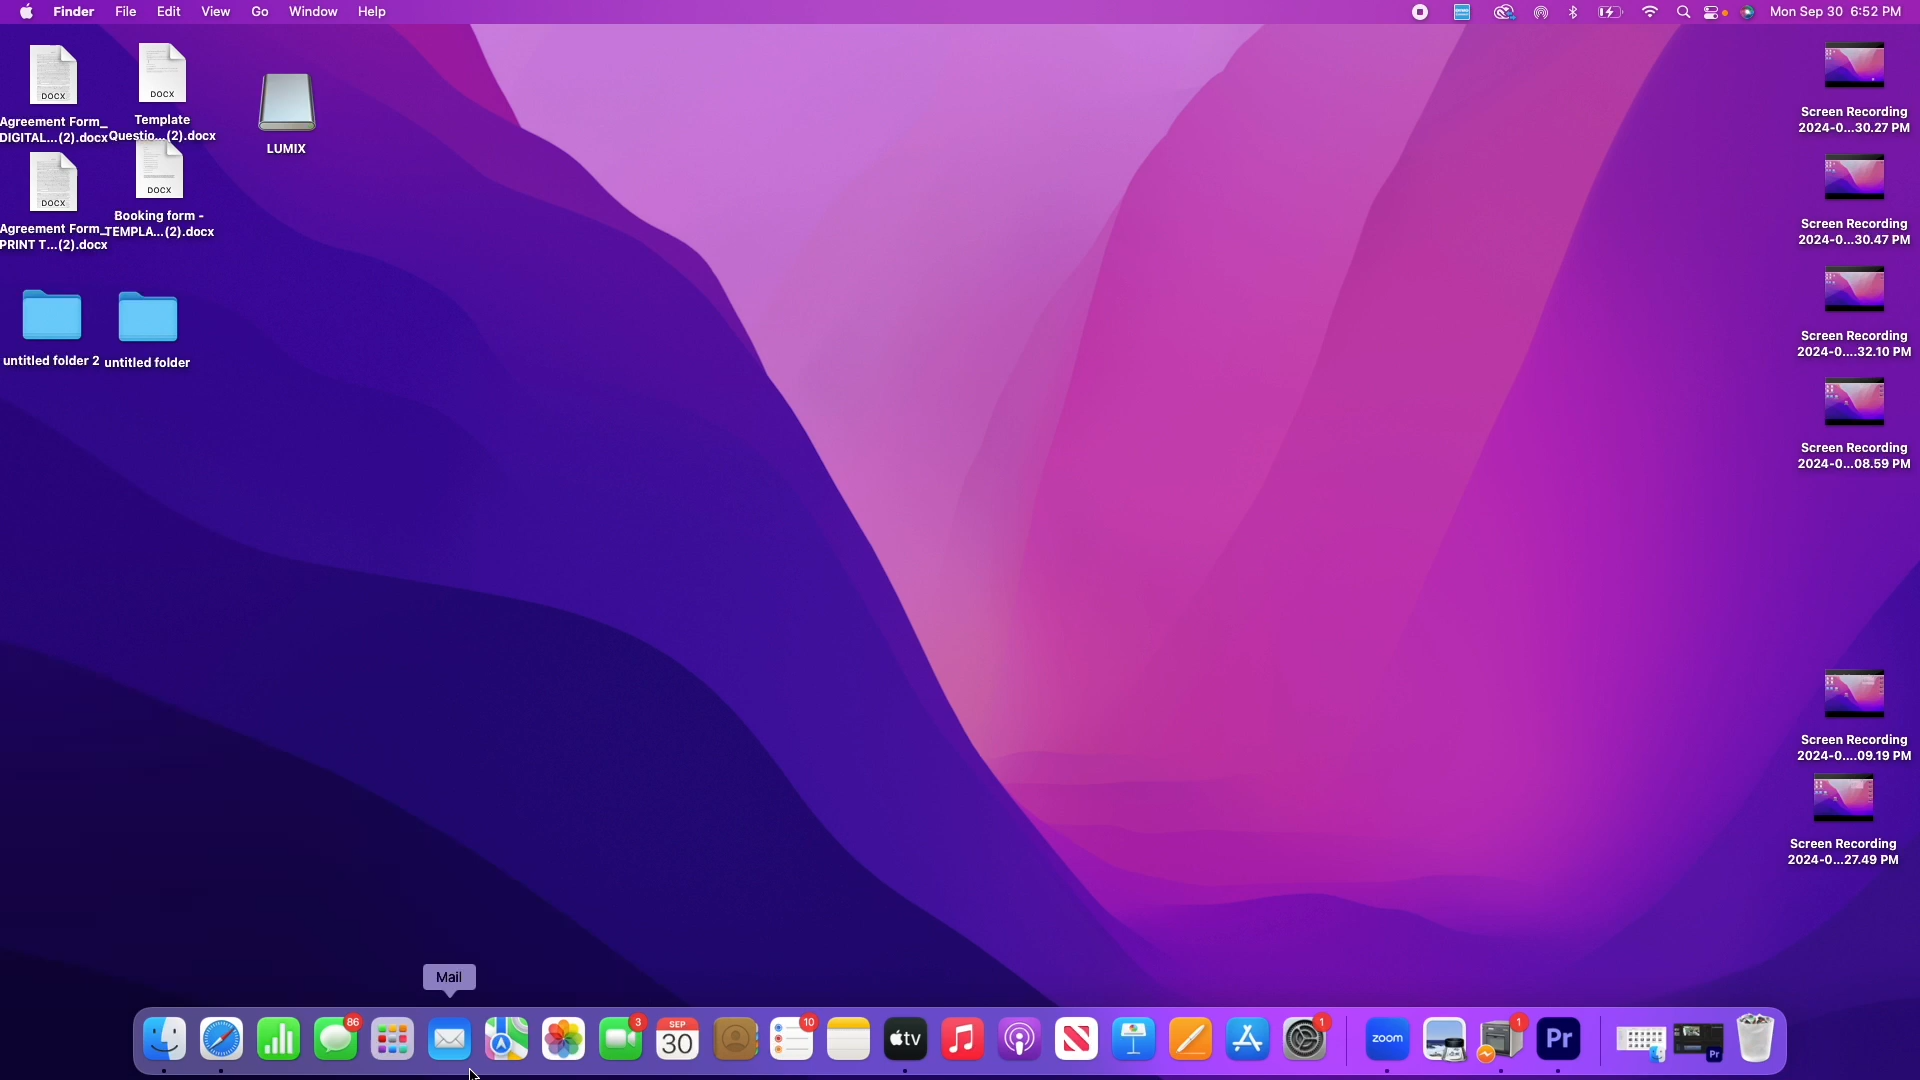 Finder File Edit View Go Window Help
Mon Sep 30 6:52 PM
DOCX
Agreement Form_
DIGITAL...(2).docx
DOCX
Template
Questio...(2).docx
LUMIX
DOCX
Agreement Form_
PRINT T...(2).docx
DOCX
Booking form -
TEMPLA...(2).docx
untitled folder 2
untitled folder
Screen Recording
2024-0...30.27 PM
Screen Recording
2024-0...30.47 PM
Screen Recording
2024-0....32.10 PM
Screen Recording
2024-0...08.59 PM
Screen Recording
2024-0....09.19 PM
Screen Recording
2024-0...27.49 PM
Mail
86
3
SEP
30
10
tv
1
zoom
1
Pr
Pr